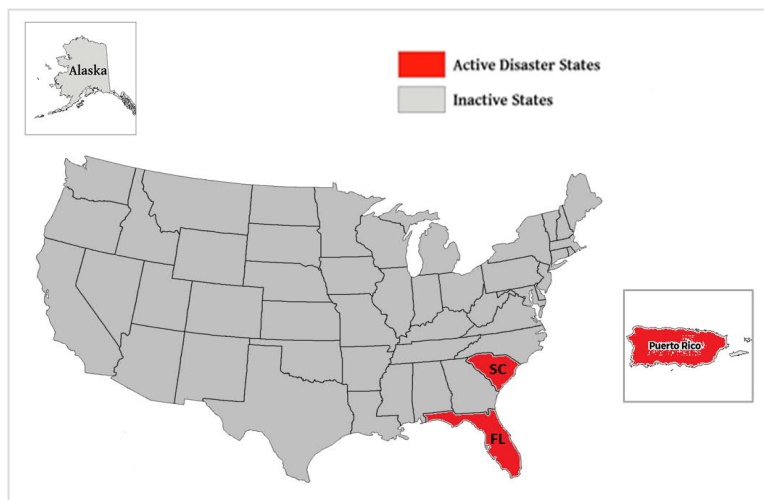 Alaska
Active Disaster States
Inactive States
Puerto Rico
SC
FL